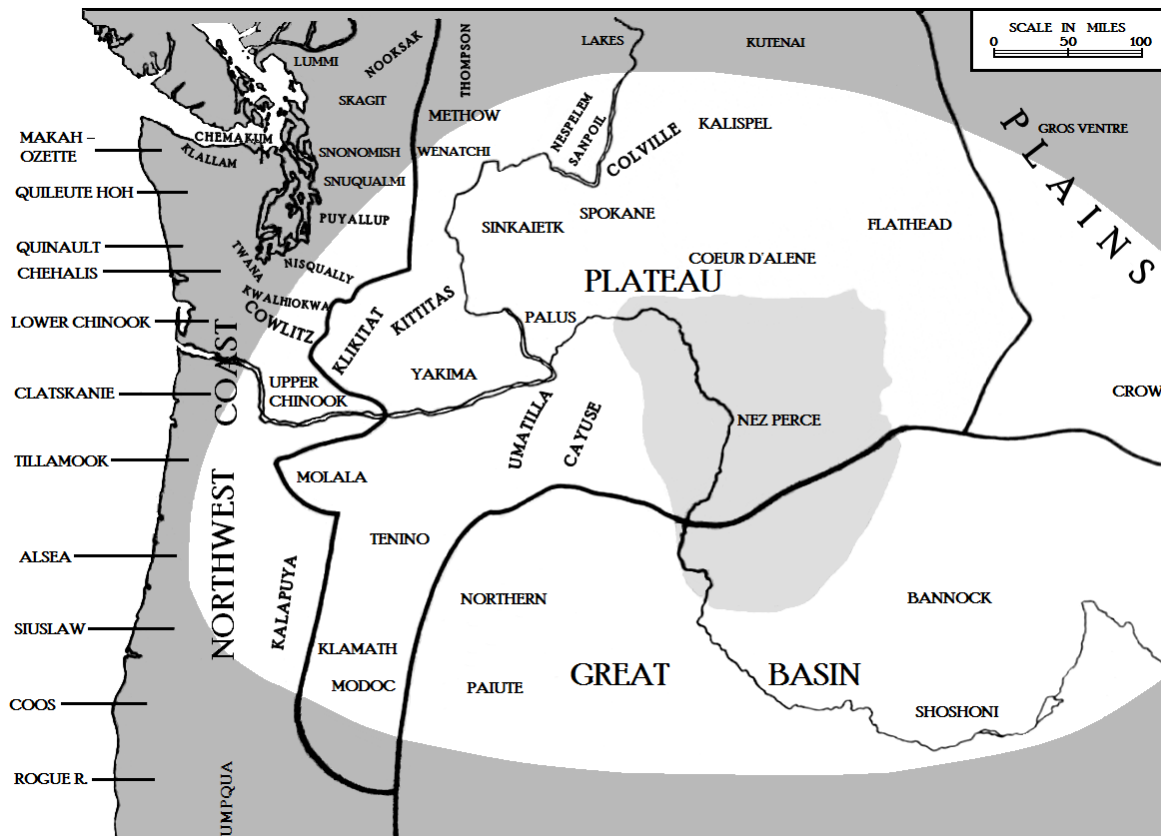 SCALE IN MILES
0 50 100
LAKES
KUTENAI
LUMMI
NOOKSAK
THOMPSON
SKAGIT
METHOW
NESPELEM
SANPOIL
COLVILLE
KALISPEL
PLAINS
GROS VENTRE
MAKAH –
OZETTE
CHEMAKUM
KLALLAM
SNONOMISH
WENATCHI
SNUQUALMI
QUILEUTE HOH
PUYALLUP
SINKAIETK
SPOKANE
FLATHEAD
QUINAULT
TWANA
NISQUALLY
COEUR D'ALENE
CHEHALIS
PLATEAU
KWALHIOKWA
COWLITZ
KLIKITAT
KITTITAS
LOWER CHINOOK
PALUS
YAKIMA
UPPER
CHINOOK
CLATSKANIE
NORTHWEST COAST
UMATILLA
CAYUSE
NEZ PERCE
CROW
TILLAMOOK
MOLALA
ALSEA
TENINO
KALAPUYA
NORTHERN
BANNOCK
SIUSLAW
KLAMATH
MODOC
PAIUTE
GREAT BASIN
COOS
SHOSHONI
ROGUE R.
UMPQUA